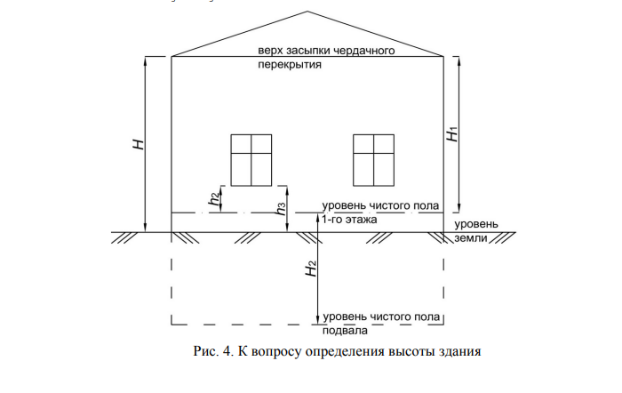 верх засыпки чердачного
перекрытия
H
H₁
h₂
h₃
уровень чистого пола
1-го этажа
уровень
земли
H₂
уровень чистого пола
подвала
Рис. 4. К вопросу определения высоты здания